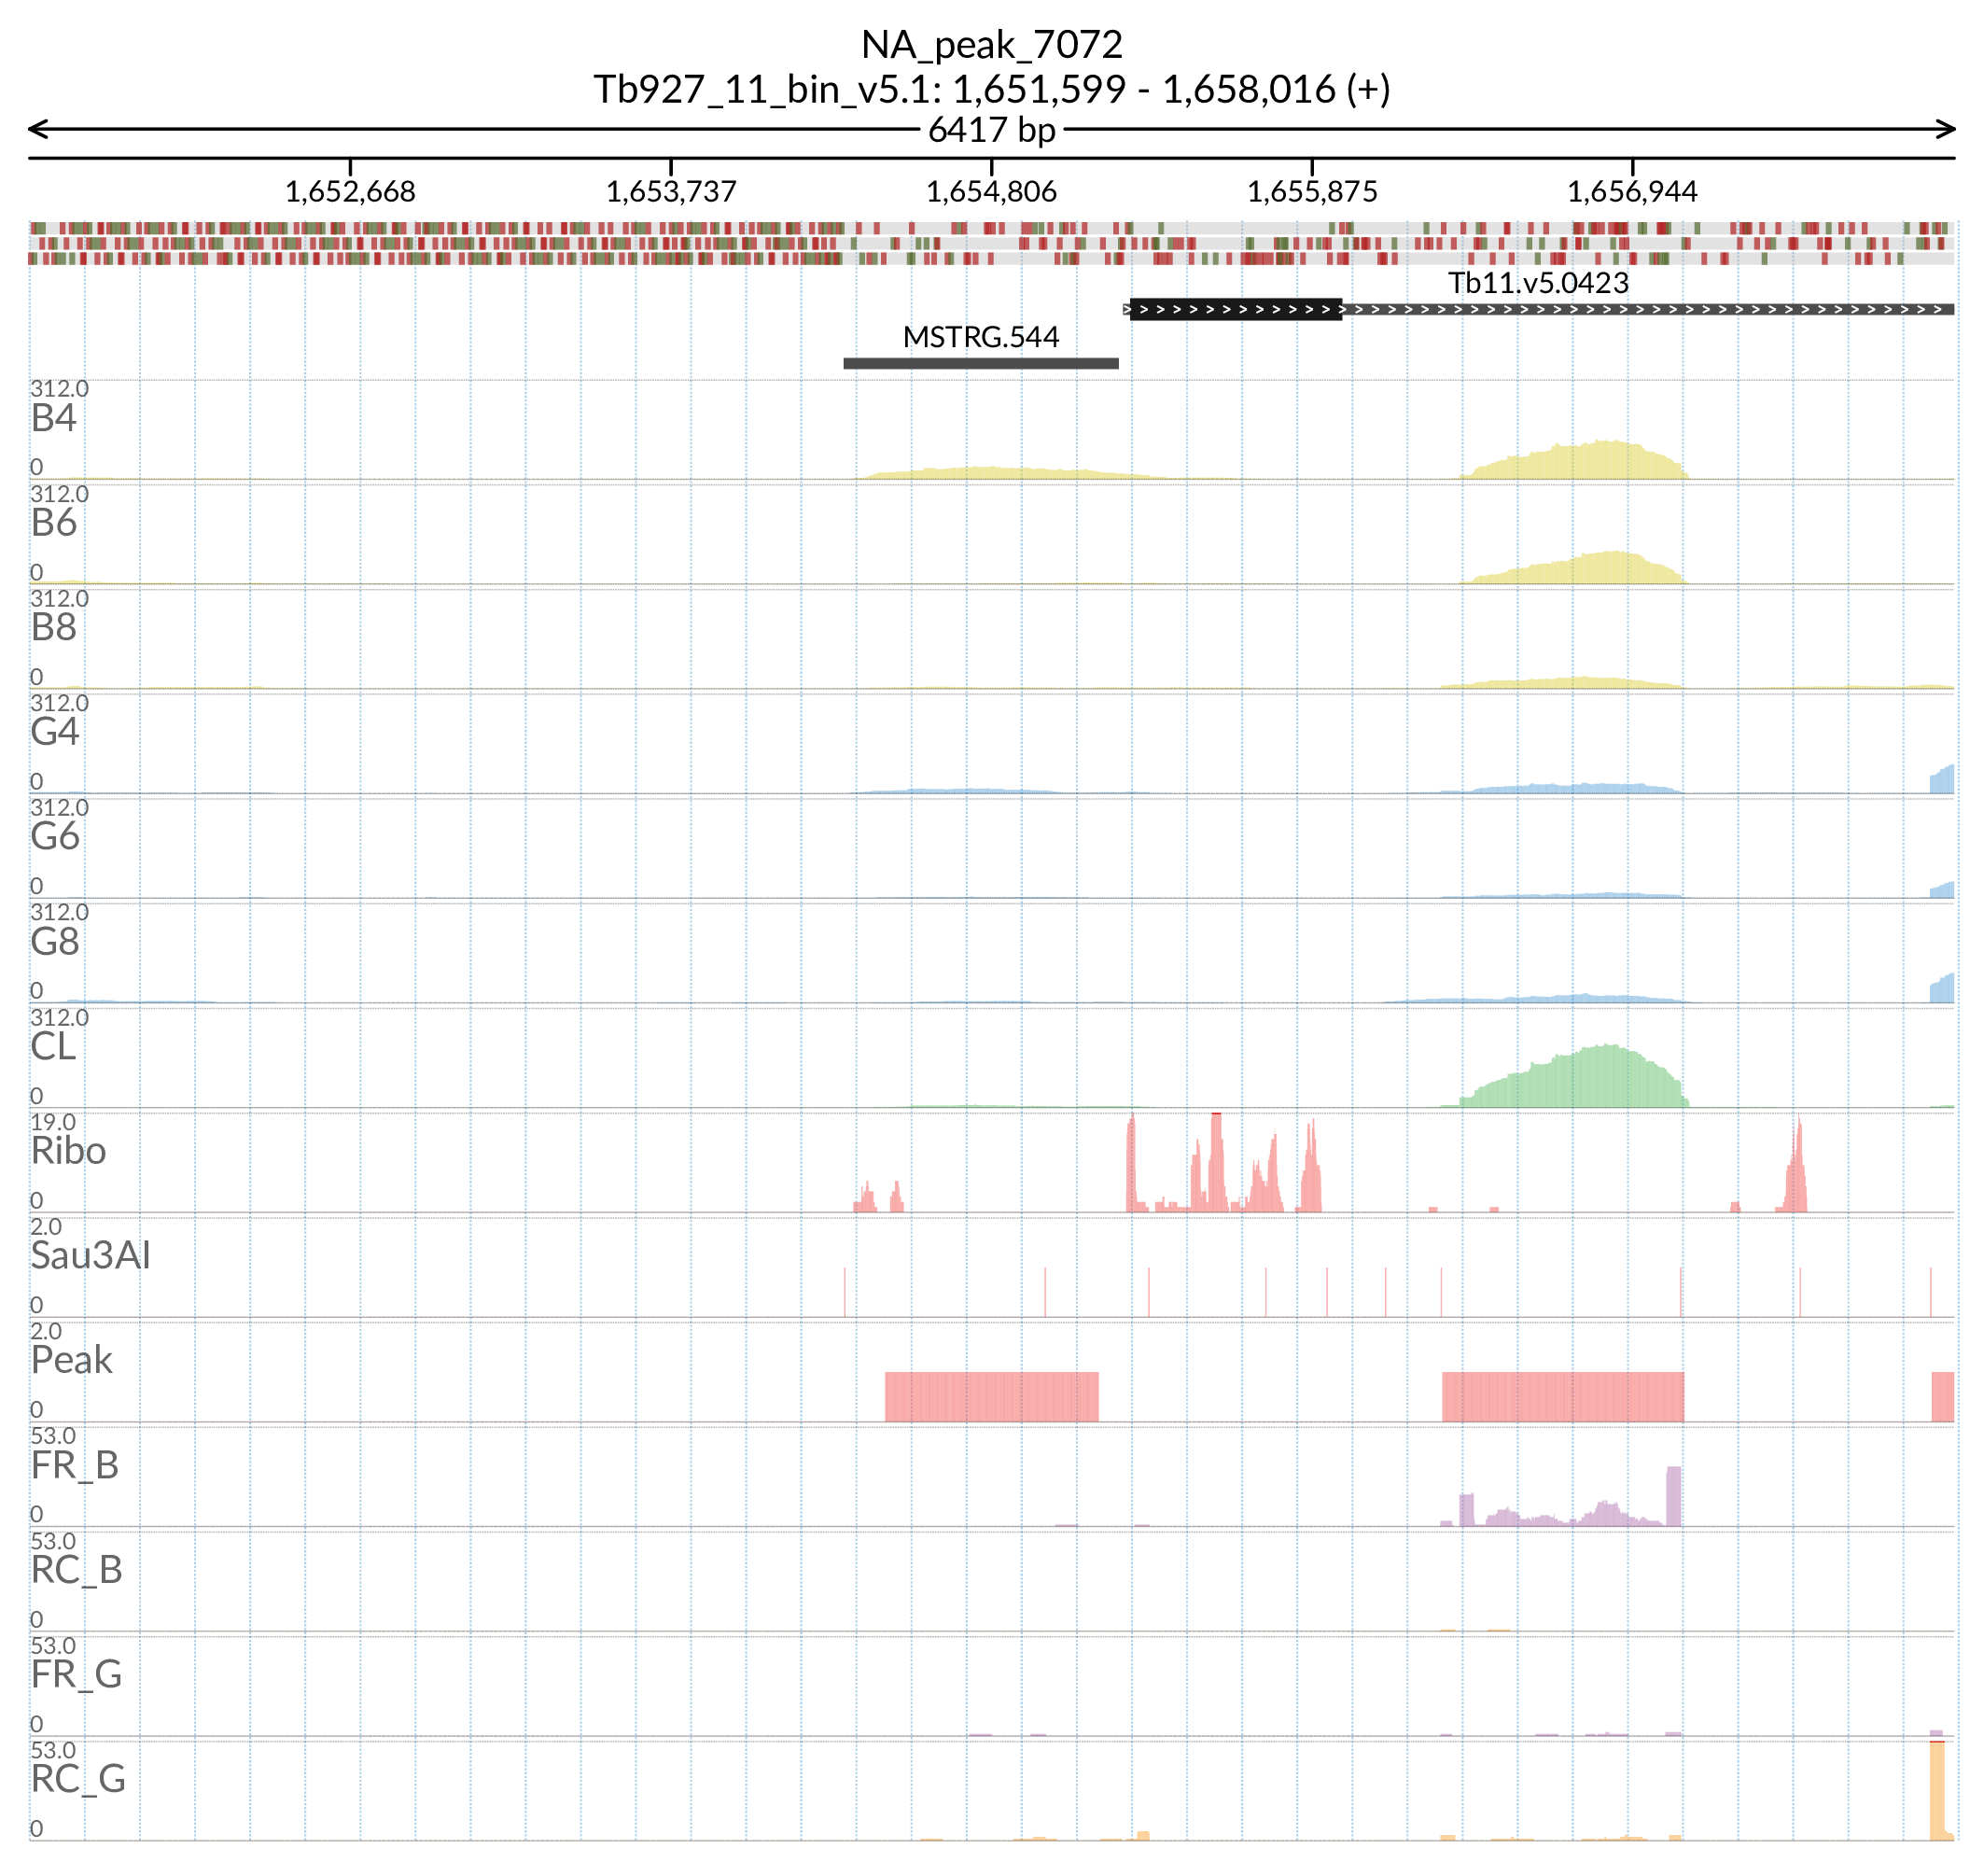 NA_peak_7072
Tb927_11_bin_v5.1: 1,651,599 - 1,658,016 (+)
6417 bp
1,652,668 1,653,737 1,654,806 1,655,875 1,656,944
Tb11.v5.0423
MSTRG.544
312.0
B4
0
312.0
B6
0
312.0
B8
0
312.0
G4
0
312.0
G6
0
312.0
G8
0
312.0
CL
0
19.0
Ribo
0
2.0
Sau3AI
0
2.0
Peak
0
53.0
FR_B
0
53.0
RC_B
0
53.0
FR_G
0
53.0
RC_G
0